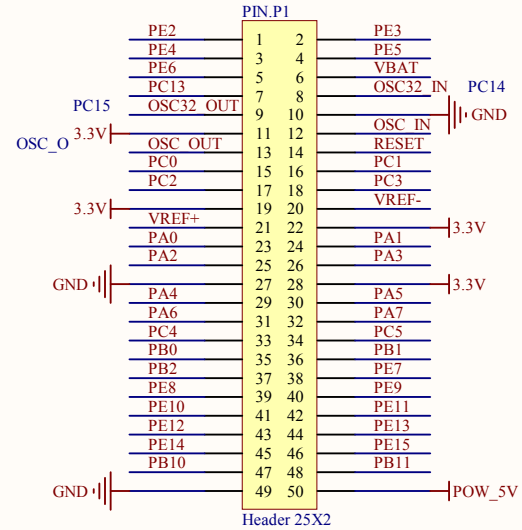 PIN.P1
PE2 1 2 PE3
PE4 3 4 PE5
PE6 5 6 VBAT
PC13 7 8 OSC32_IN PC14
PC15 OSC32_OUT 9 10 GND
3.3V 11 12 OSC_IN
OSC_O OSC_OUT 13 14 RESET
PC0 15 16 PC1
PC2 17 18 PC3
3.3V 19 20 VREF-
VREF+ 21 22 3.3V
PA0 23 24 PA1
PA2 25 26 PA3
GND 27 28 3.3V
PA4 29 30 PA5
PA6 31 32 PA7
PC4 33 34 PC5
PB0 35 36 PB1
PB2 37 38 PE7
PE8 39 40 PE9
PE10 41 42 PE11
PE12 43 44 PE13
PE14 45 46 PE15
PB10 47 48 PB11
GND 49 50 POW_5V
Header 25X2